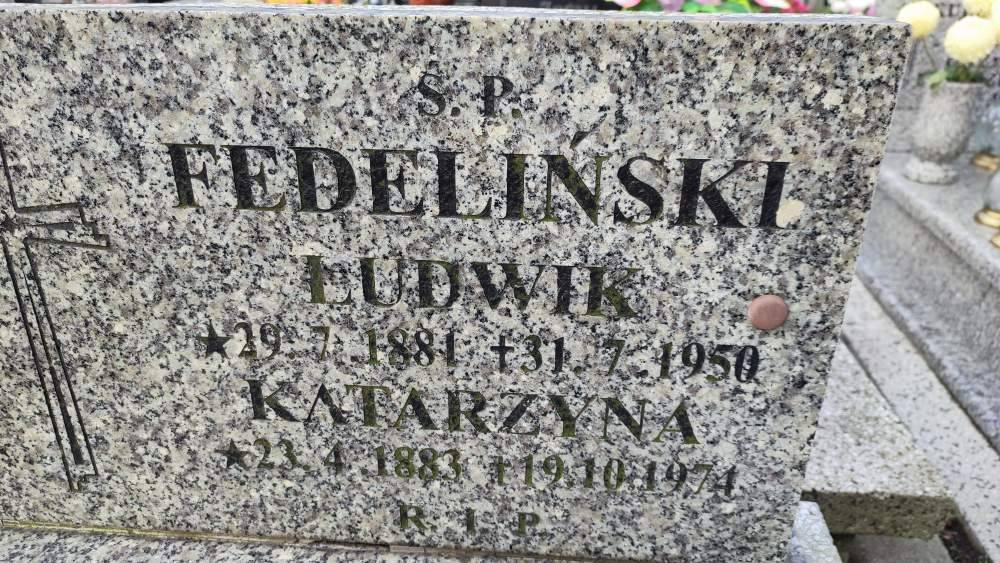 Ś. P.
FEDELIŃSKI
LUDWIK
★29.7.1881 †31.7.1950
KATARZYNA
★23.4.1883 †19.10.1974
R I P